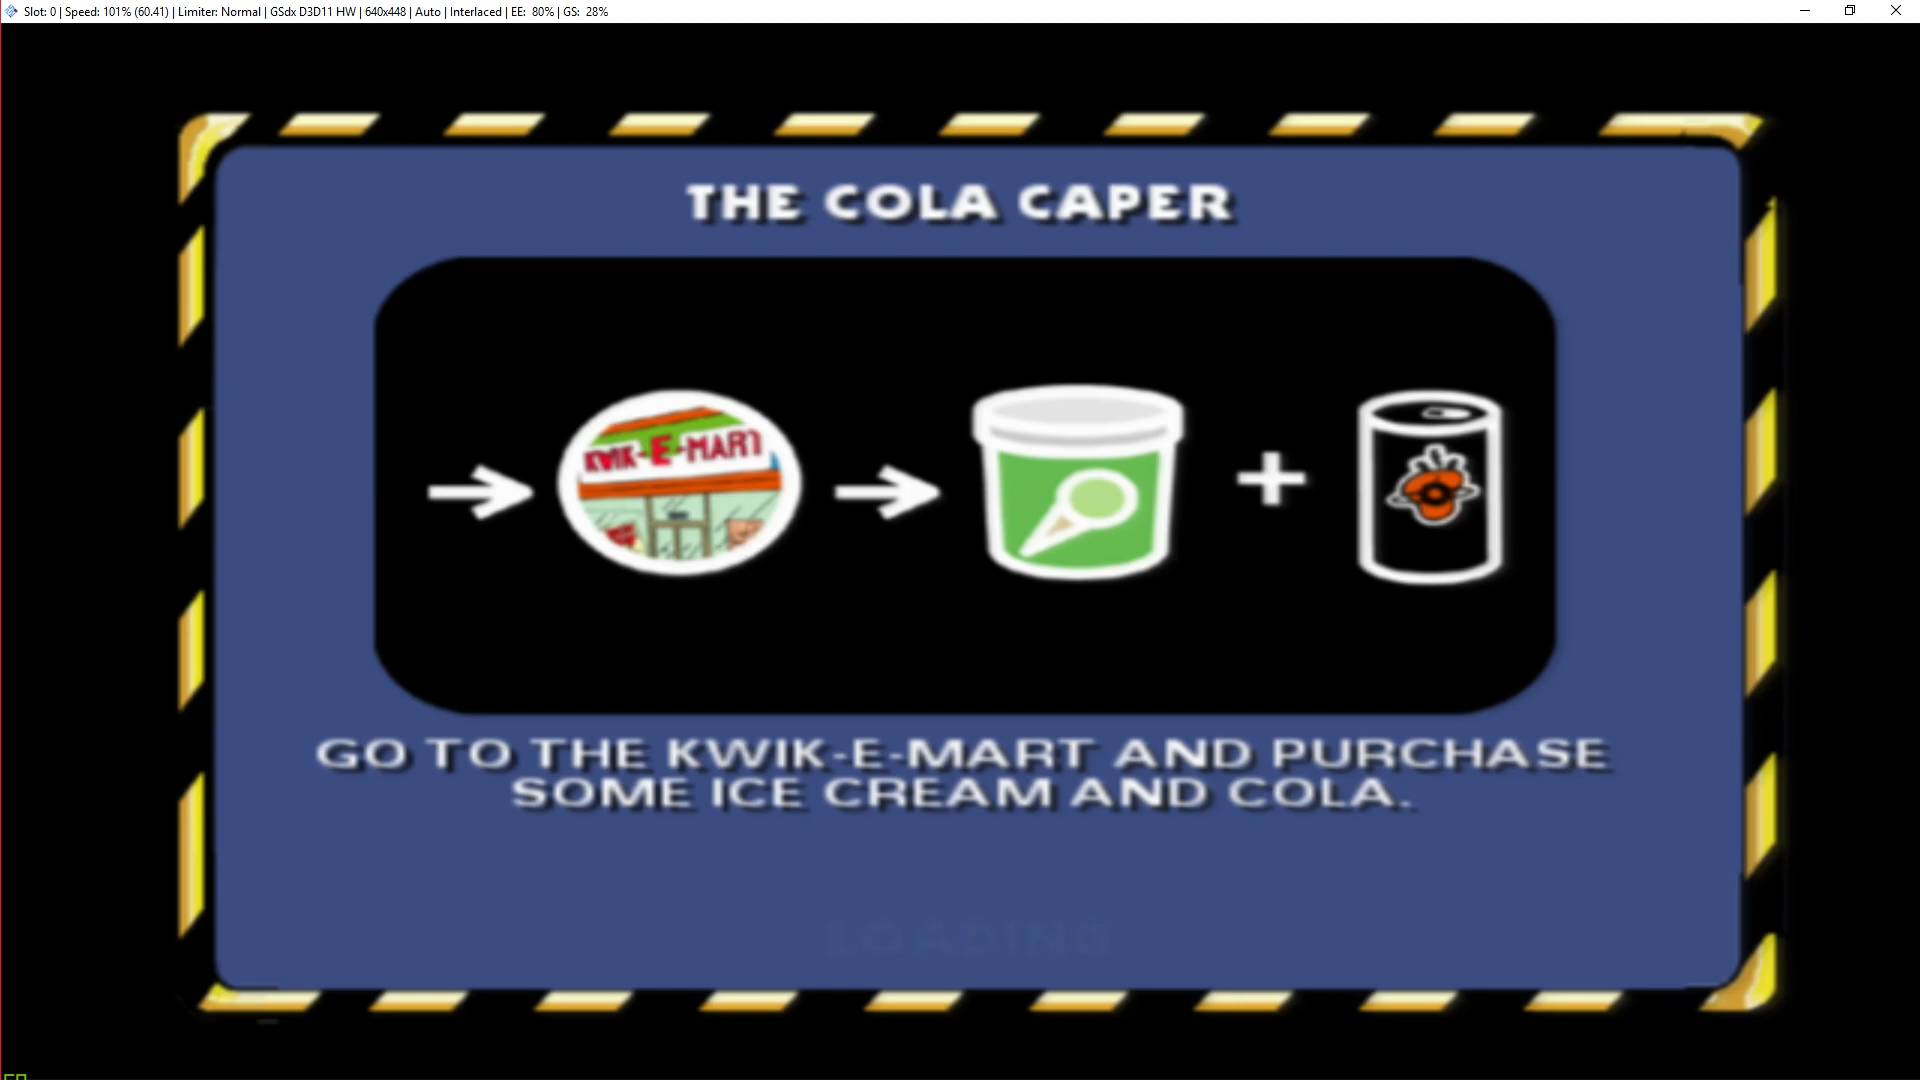 Slot: 0 | Speed: 101% (60.41) | Limiter: Normal | GSdx D3D11 HW | 640x448 | Auto | Interlaced | EE:  80% | GS:  28%
THE COLA CAPER
KWIK-E-MART
GO TO THE KWIK-E-MART AND PURCHASE
SOME ICE CREAM AND COLA.
LOADING